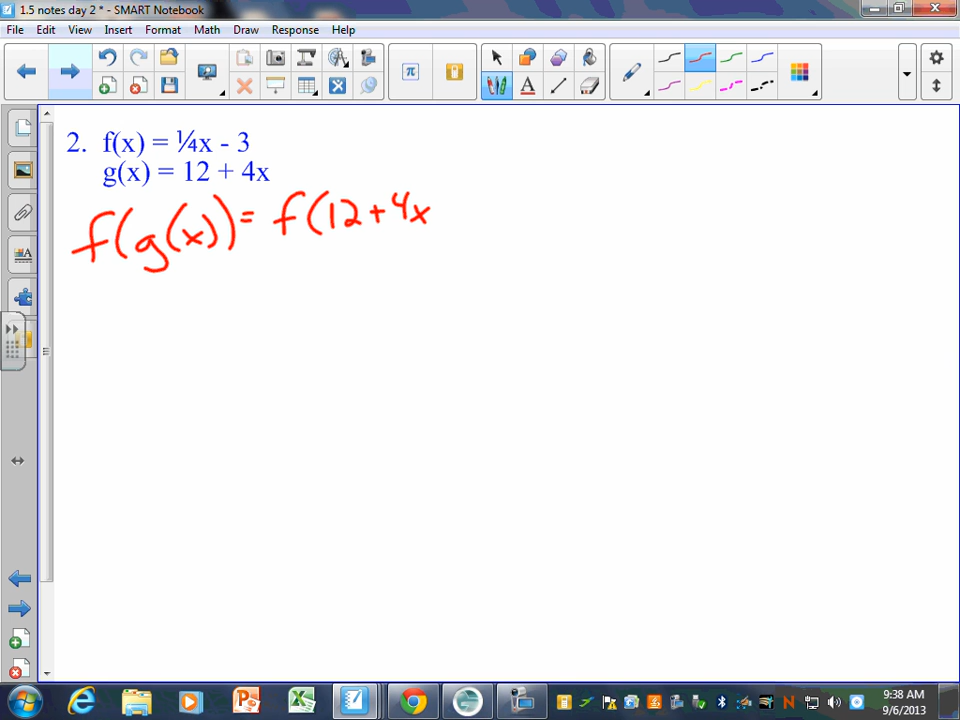 1.5 notes day 2 * - SMART Notebook
File Edit View Insert Format Math Draw Response Help
2. f(x) = ¼x - 3
g(x) = 12 + 4x
f(g(x)) = f(12+4x
9:38 AM
9/6/2013